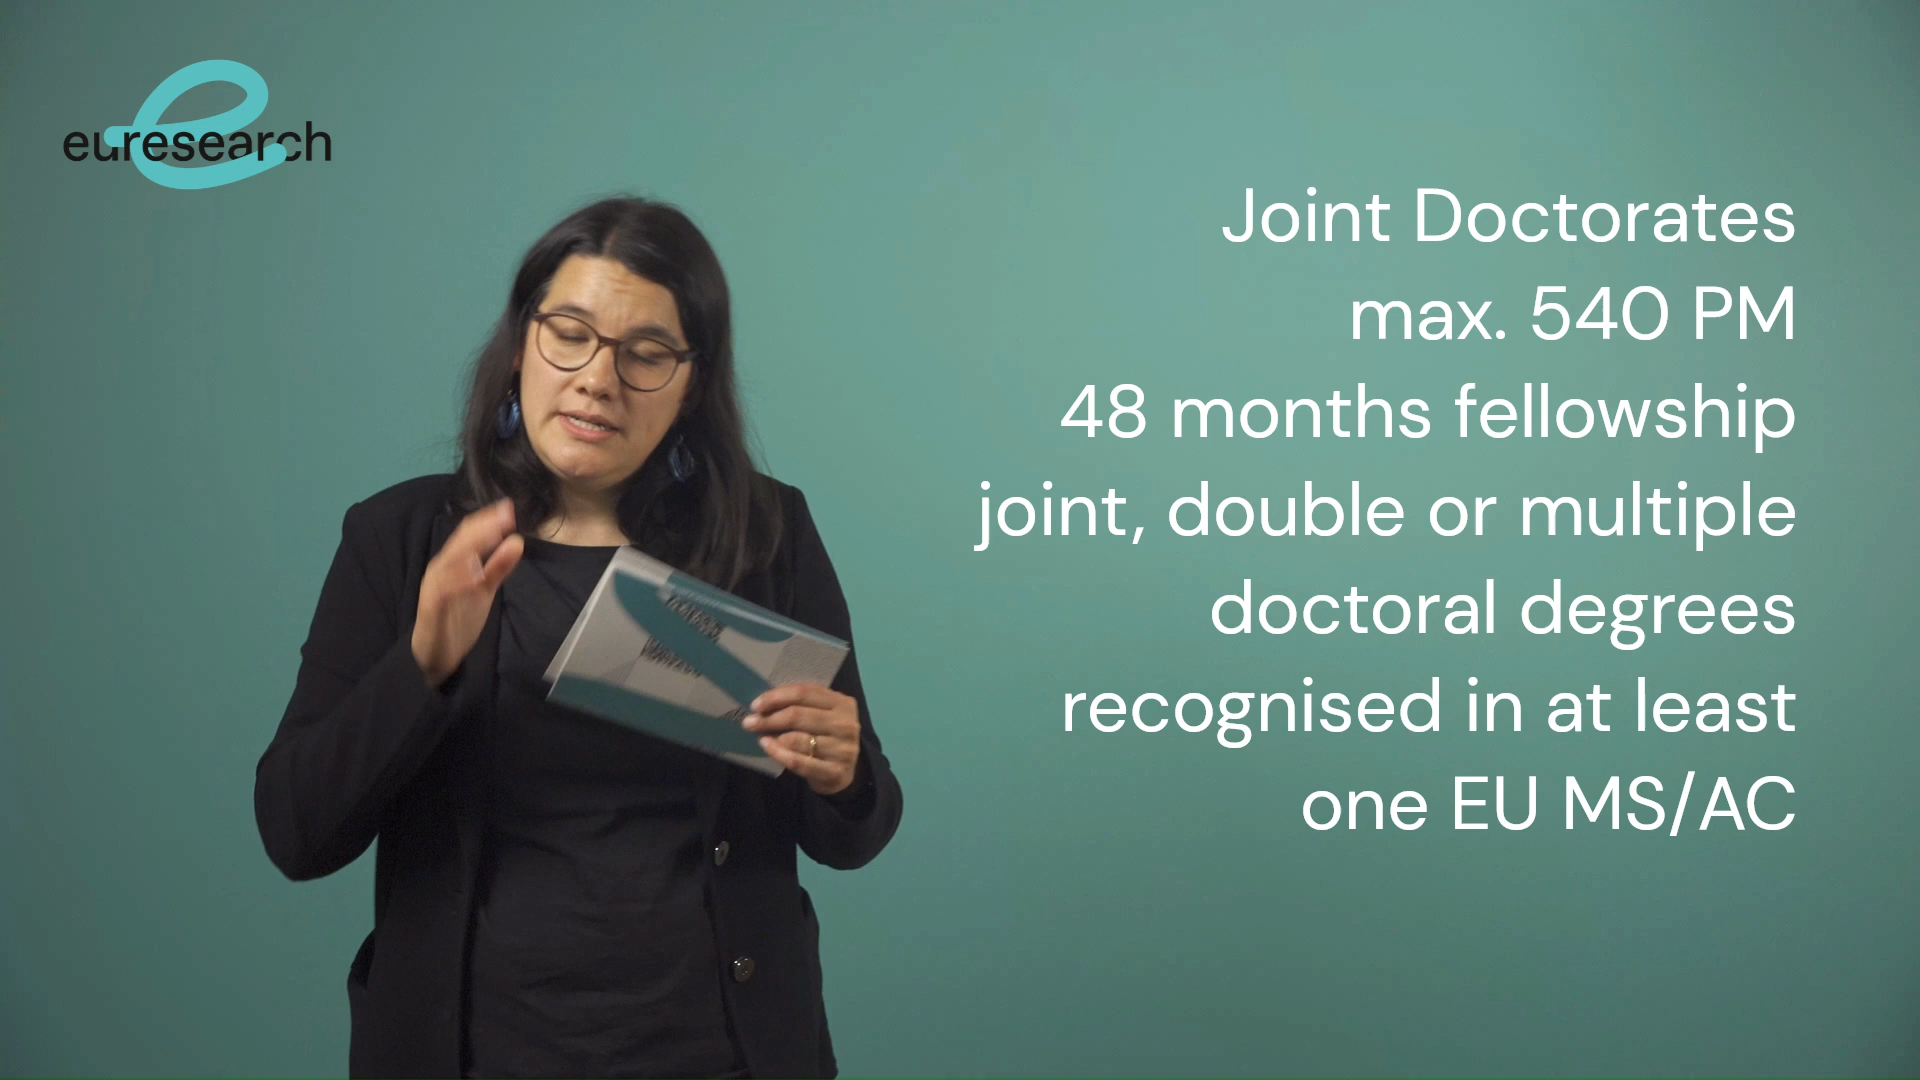 euresearch
Joint Doctorates
max. 540 PM
48 months fellowship
joint, double or multiple
doctoral degrees
recognised in at least
one EU MS/AC